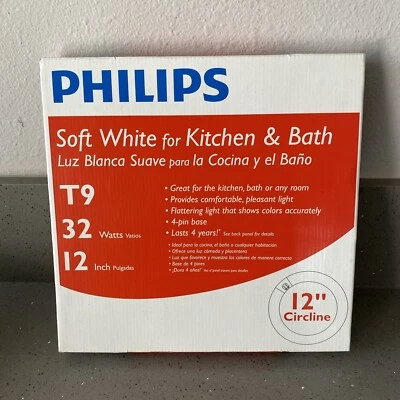 PHILIPS
Soft White for Kitchen & Bath
Luz Blanca Suave para la Cocina y el Baño
T9
32 Watts Vatios
12 Inch Pulgadas
• Great for the kitchen, bath or any room
• Provides comfortable, pleasant light
• Flattering light that shows colors accurately
• 4-pin base
• Lasts 4 years!* See back panel for details
• Ideal para la cocina, el baño o cualquier habitación
• Ofrece una luz cómoda y placentera
• Luz que favorece y muestra los colores de manera correcta
• Base de 4 pines
• ¡Dura 4 años!*
12"
Circline